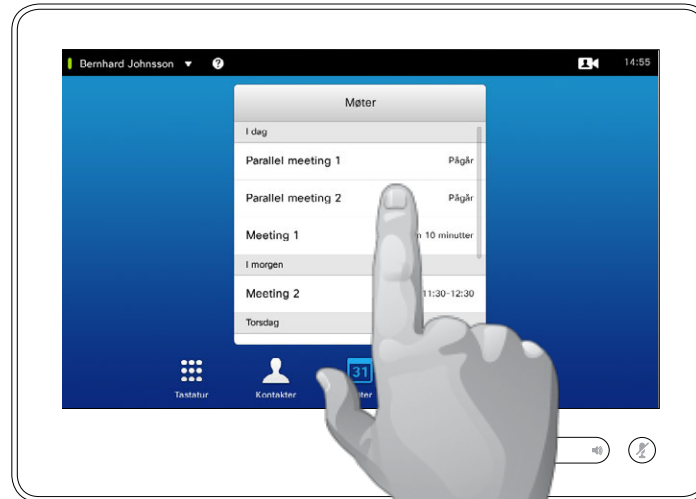 Bernhard Johnsson ? 14:55
Møter
I dag
Parallel meeting 1 Pågår
Parallel meeting 2 Pågår
Meeting 1 10 minutter
I morgen
Meeting 2 11:30-12:30
Torsdag
31
Tastatur Kontakter